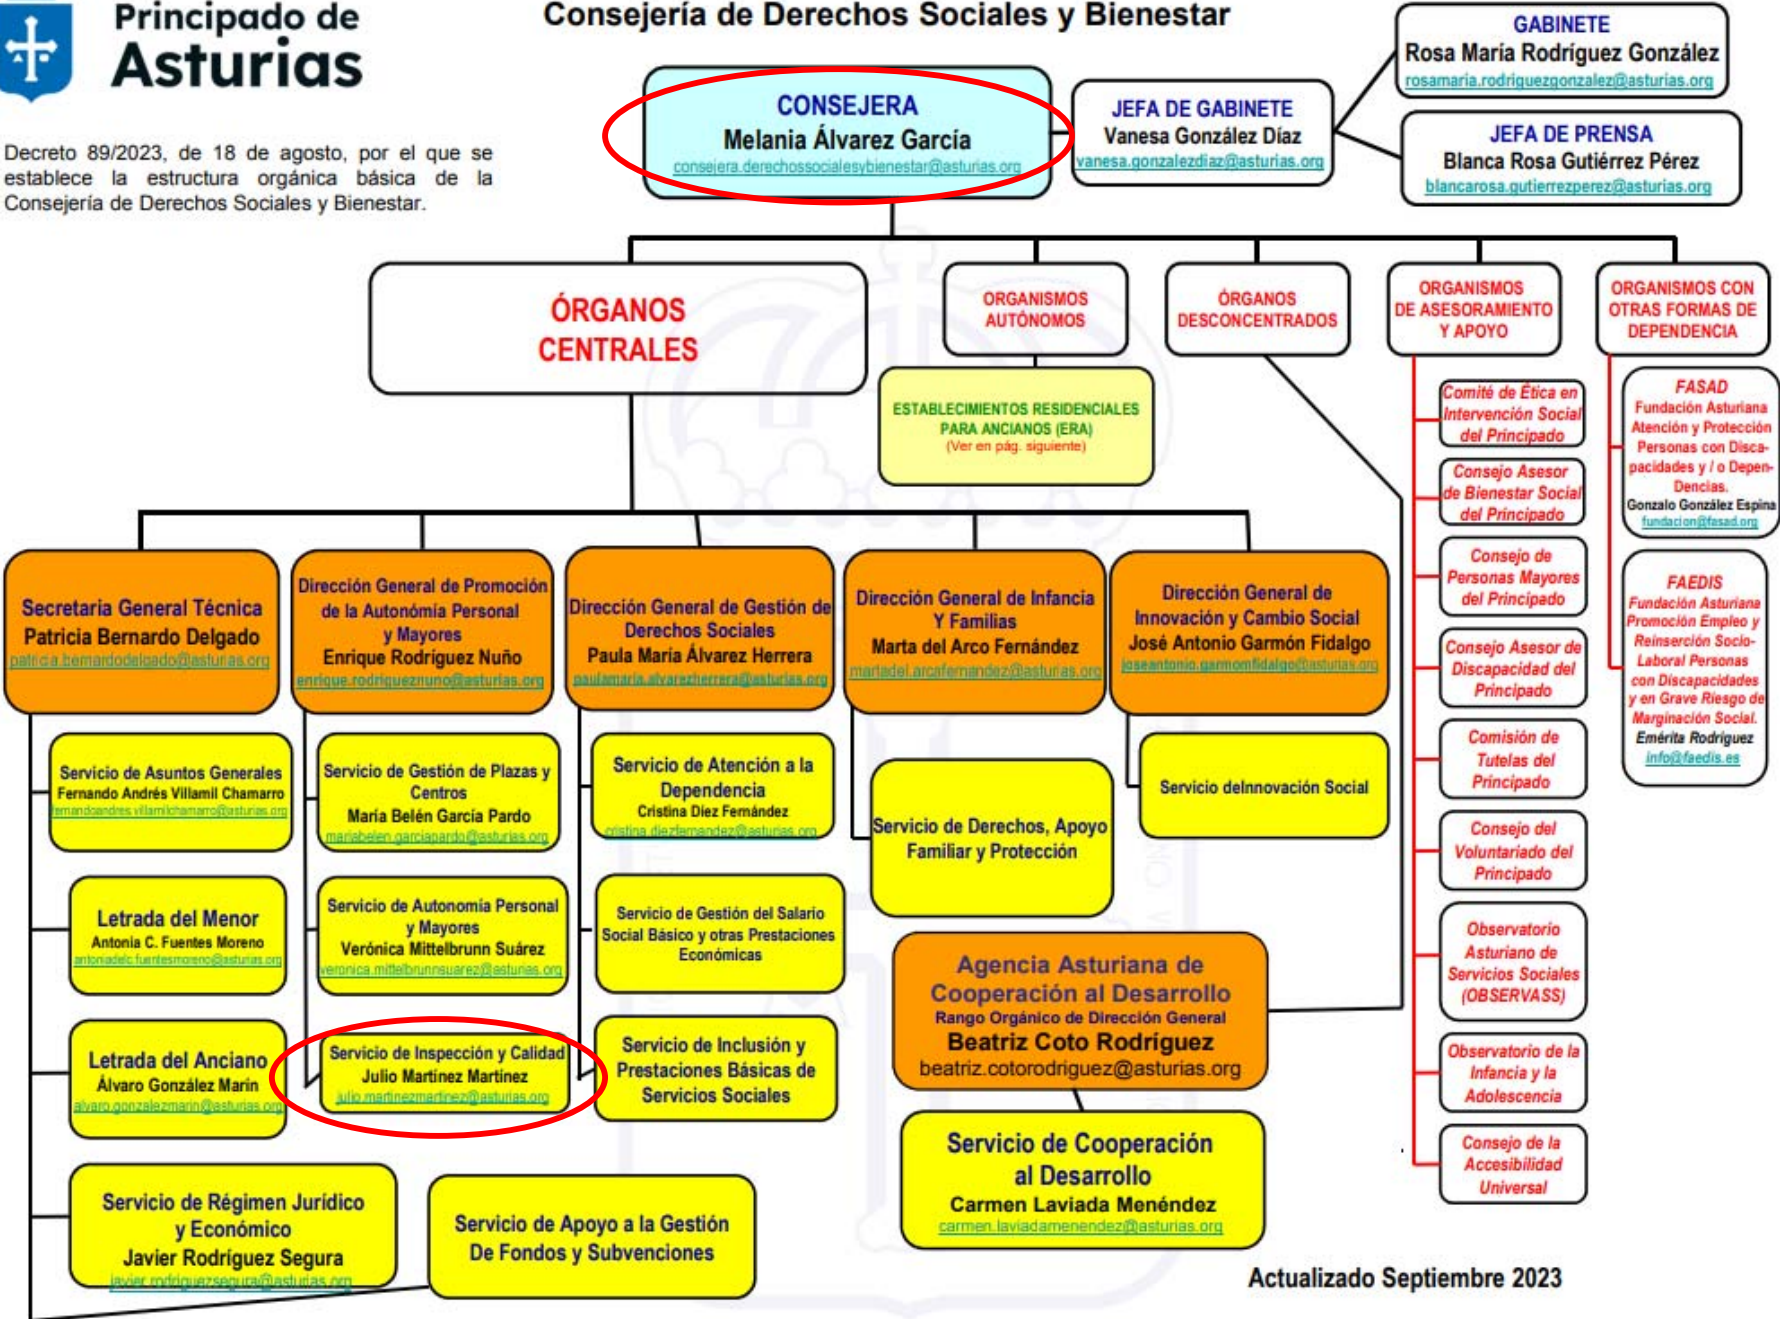 Principado de
Asturias
Consejería de Derechos Sociales y Bienestar
Decreto 89/2023, de 18 de agosto, por el que se
establece la estructura orgánica básica de la
Consejería de Derechos Sociales y Bienestar.
CONSEJERA
Melania Álvarez García
consejera.derechossocialesybienestar@asturias.org
JEFA DE GABINETE
Vanesa González Díaz
vanesa.gonzalezdiaz@asturias.org
GABINETE
Rosa María Rodríguez González
rosamaria.rodriguezgonzalez@asturias.org
JEFA DE PRENSA
Blanca Rosa Gutiérrez Pérez
blancarosa.gutierrezperez@asturias.org
ÓRGANOS
CENTRALES
ORGANISMOS
AUTÓNOMOS
ÓRGANOS
DESCONCENTRADOS
ORGANISMOS
DE ASESORAMIENTO
Y APOYO
ORGANISMOS CON
OTRAS FORMAS DE
DEPENDENCIA
ESTABLECIMIENTOS RESIDENCIALES
PARA ANCIANOS (ERA)
(Ver en pág. siguiente)
Comité de Ética en
Intervención Social
del Principado
Consejo Asesor
de Bienestar Social
del Principado
Consejo de
Personas Mayores
del Principado
Consejo Asesor de
Discapacidad del
Principado
Comisión de
Tutelas del
Principado
Consejo del
Voluntariado del
Principado
Observatorio
Asturiano de
Servicios Sociales
(OBSERVASS)
Observatorio de la
Infancia y la
Adolescencia
Consejo de la
Accesibilidad
Universal
FASAD
Fundación Asturiana
Atención y Protección
Personas con Disca-
pacidades y / o Depen-
Dencias.
Gonzalo González Espina
fundacion@fasad.org
FAEDIS
Fundación Asturiana
Promoción Empleo y
Reinserción Socio-
Laboral Personas
con Discapacidades
y en Grave Riesgo de
Marginación Social.
Emérita Rodríguez
info@faedis.es
Secretaria General Técnica
Patricia Bernardo Delgado
patricia.bernardodelgado@asturias.org
Dirección General de Promoción
de la Autonómia Personal
y Mayores
Enrique Rodríguez Nuño
enrique.rodrigueznuno@asturias.org
Dirección General de Gestión de
Derechos Sociales
Paula María Álvarez Herrera
paulamaria.alvarezherrera@asturias.org
Dirección General de Infancia
Y Familias
Marta del Arco Fernández
martadel.arcafernandez@asturias.org
Dirección General de
Innovación y Cambio Social
José Antonio Garmón Fidalgo
joseantonio.garmomfidalgo@asturias.org
Servicio de Asuntos Generales
Fernando Andrés Villamil Chamarro
fernandoandres.villamilchamarro@asturias.org
Letrada del Menor
Antonia C. Fuentes Moreno
antoniadelc.fuentesmoreno@asturias.org
Letrada del Anciano
Álvaro González Marín
alvaro.gonzalezmarin@asturias.org
Servicio de Régimen Jurídico
y Económico
Javier Rodríguez Segura
javier.rodriguezsegura@asturias.org
Servicio de Apoyo a la Gestión
De Fondos y Subvenciones
Servicio de Gestión de Plazas y
Centros
María Belén García Pardo
mariabelen.garciapardo@asturias.org
Servicio de Autonomía Personal
y Mayores
Verónica Mittelbrunn Suárez
veronica.mittelbrunnsuarez@asturias.org
Servicio de Inspección y Calidad
Julio Martínez Martínez
julio.martinezmartinez@asturias.org
Servicio de Atención a la
Dependencia
Cristina Díez Fernández
cristina.diezfernandez@asturias.org
Servicio de Gestión del Salario
Social Básico y otras Prestaciones
Económicas
Servicio de Inclusión y
Prestaciones Básicas de
Servicios Sociales
Servicio de Derechos, Apoyo
Familiar y Protección
Servicio deInnovación Social
Agencia Asturiana de
Cooperación al Desarrollo
Rango Orgánico de Dirección General
Beatriz Coto Rodríguez
beatriz.cotorodriguez@asturias.org
Servicio de Cooperación
al Desarrollo
Carmen Laviada Menéndez
carmen.laviadamenendez@asturias.org
Actualizado Septiembre 2023